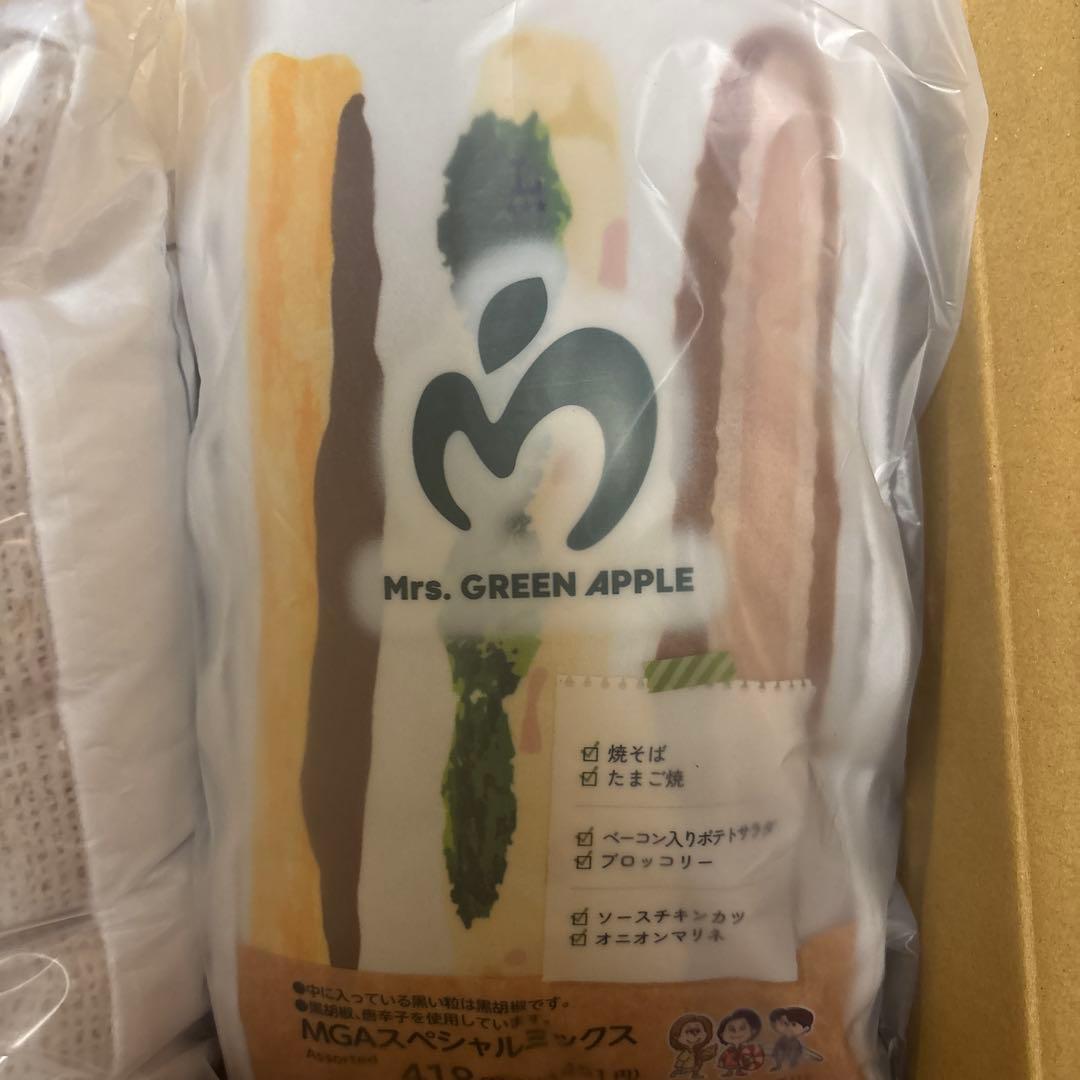 Mrs. GREEN APPLE
焼そば
たまご焼
ベーコン入りポテトサラダ
ブロッコリー
ソースチキンカツ
オニオンマリネ
●中に入っている黒い粒は黒胡椒です。
●黒胡椒、唐辛子を使用しています。
MGAスペシャルミックス
Assorted
418